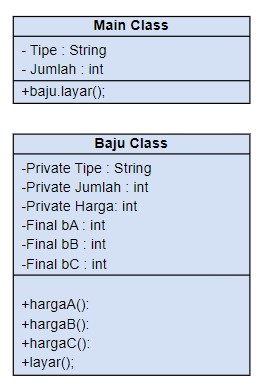 Main Class
- Tipe : String
- Jumlah : int
+baju.layar();
Baju Class
-Private Tipe : String
-Private Jumlah : int
-Private Harga: int
-Final bA : int
-Final bB : int
-Final bC : int
+hargaA():
+hargaB():
+hargaC():
+layar();